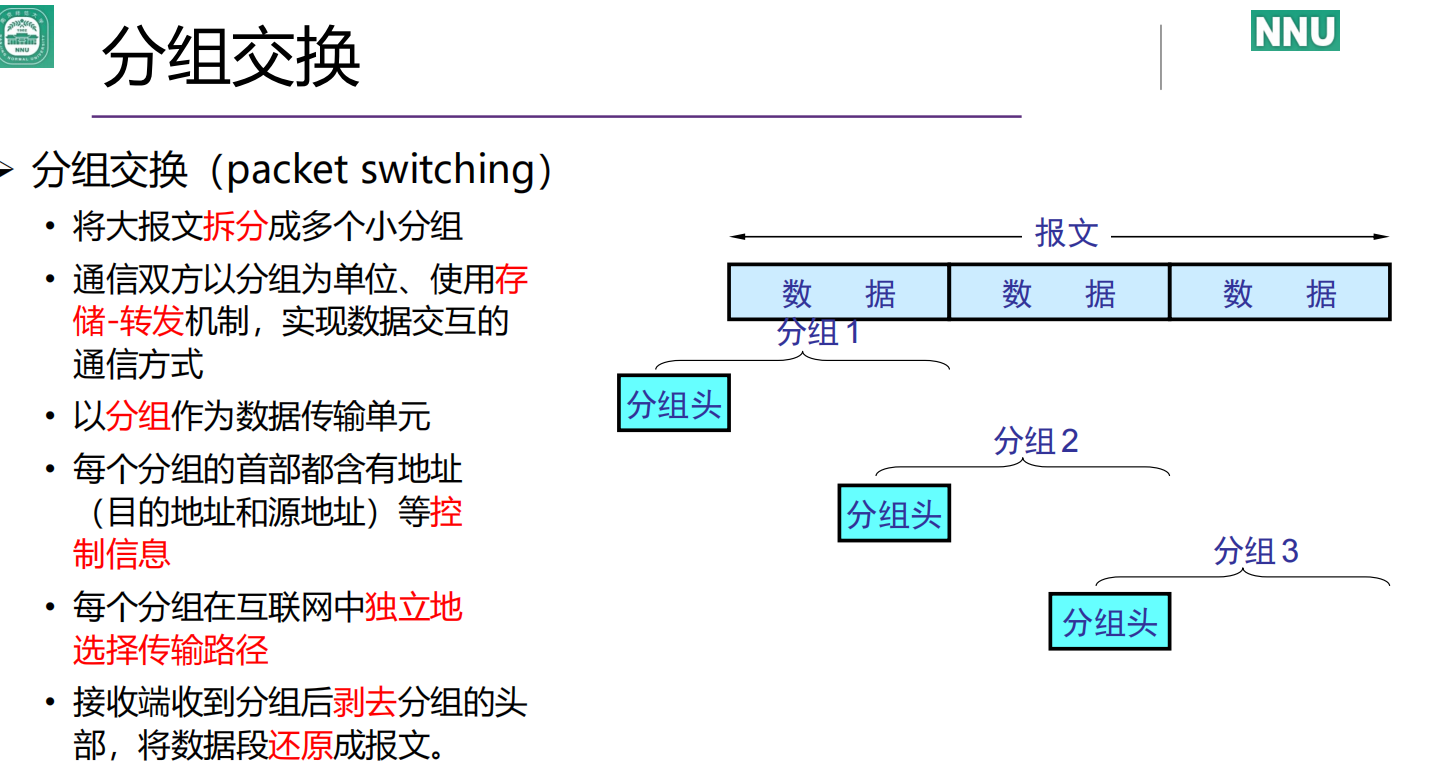 分组交换
NNU
NNU
分组交换（packet switching）
• 将大报文拆分成多个小分组
• 通信双方以分组为单位、使用存
储-转发机制，实现数据交互的
通信方式
• 以分组作为数据传输单元
• 每个分组的首部都含有地址
（目的地址和源地址）等控
制信息
• 每个分组在互联网中独立地
选择传输路径
• 接收端收到分组后剥去分组的头
部，将数据段还原成报文。
报文
数 据 数 据 数 据
分组 1
分组头
分组 2
分组头
分组 3
分组头